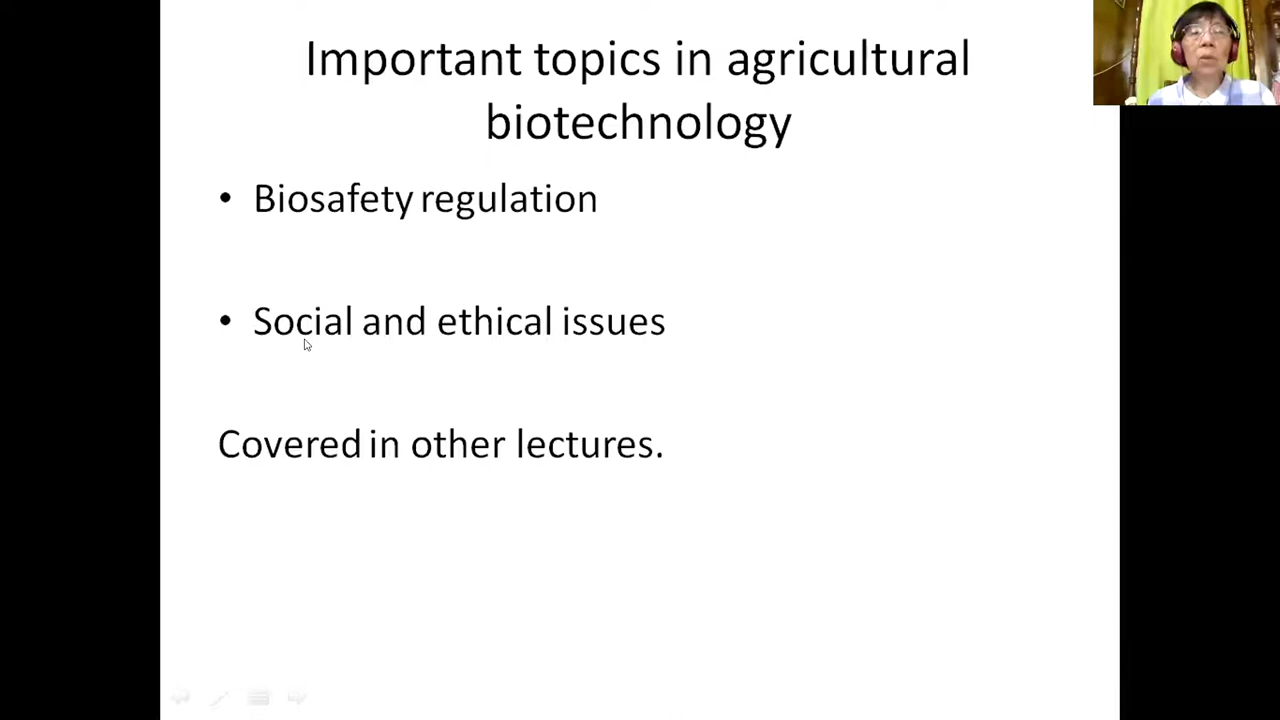 Important topics in agricultural
biotechnology
• Biosafety regulation
• Social and ethical issues
Covered in other lectures.